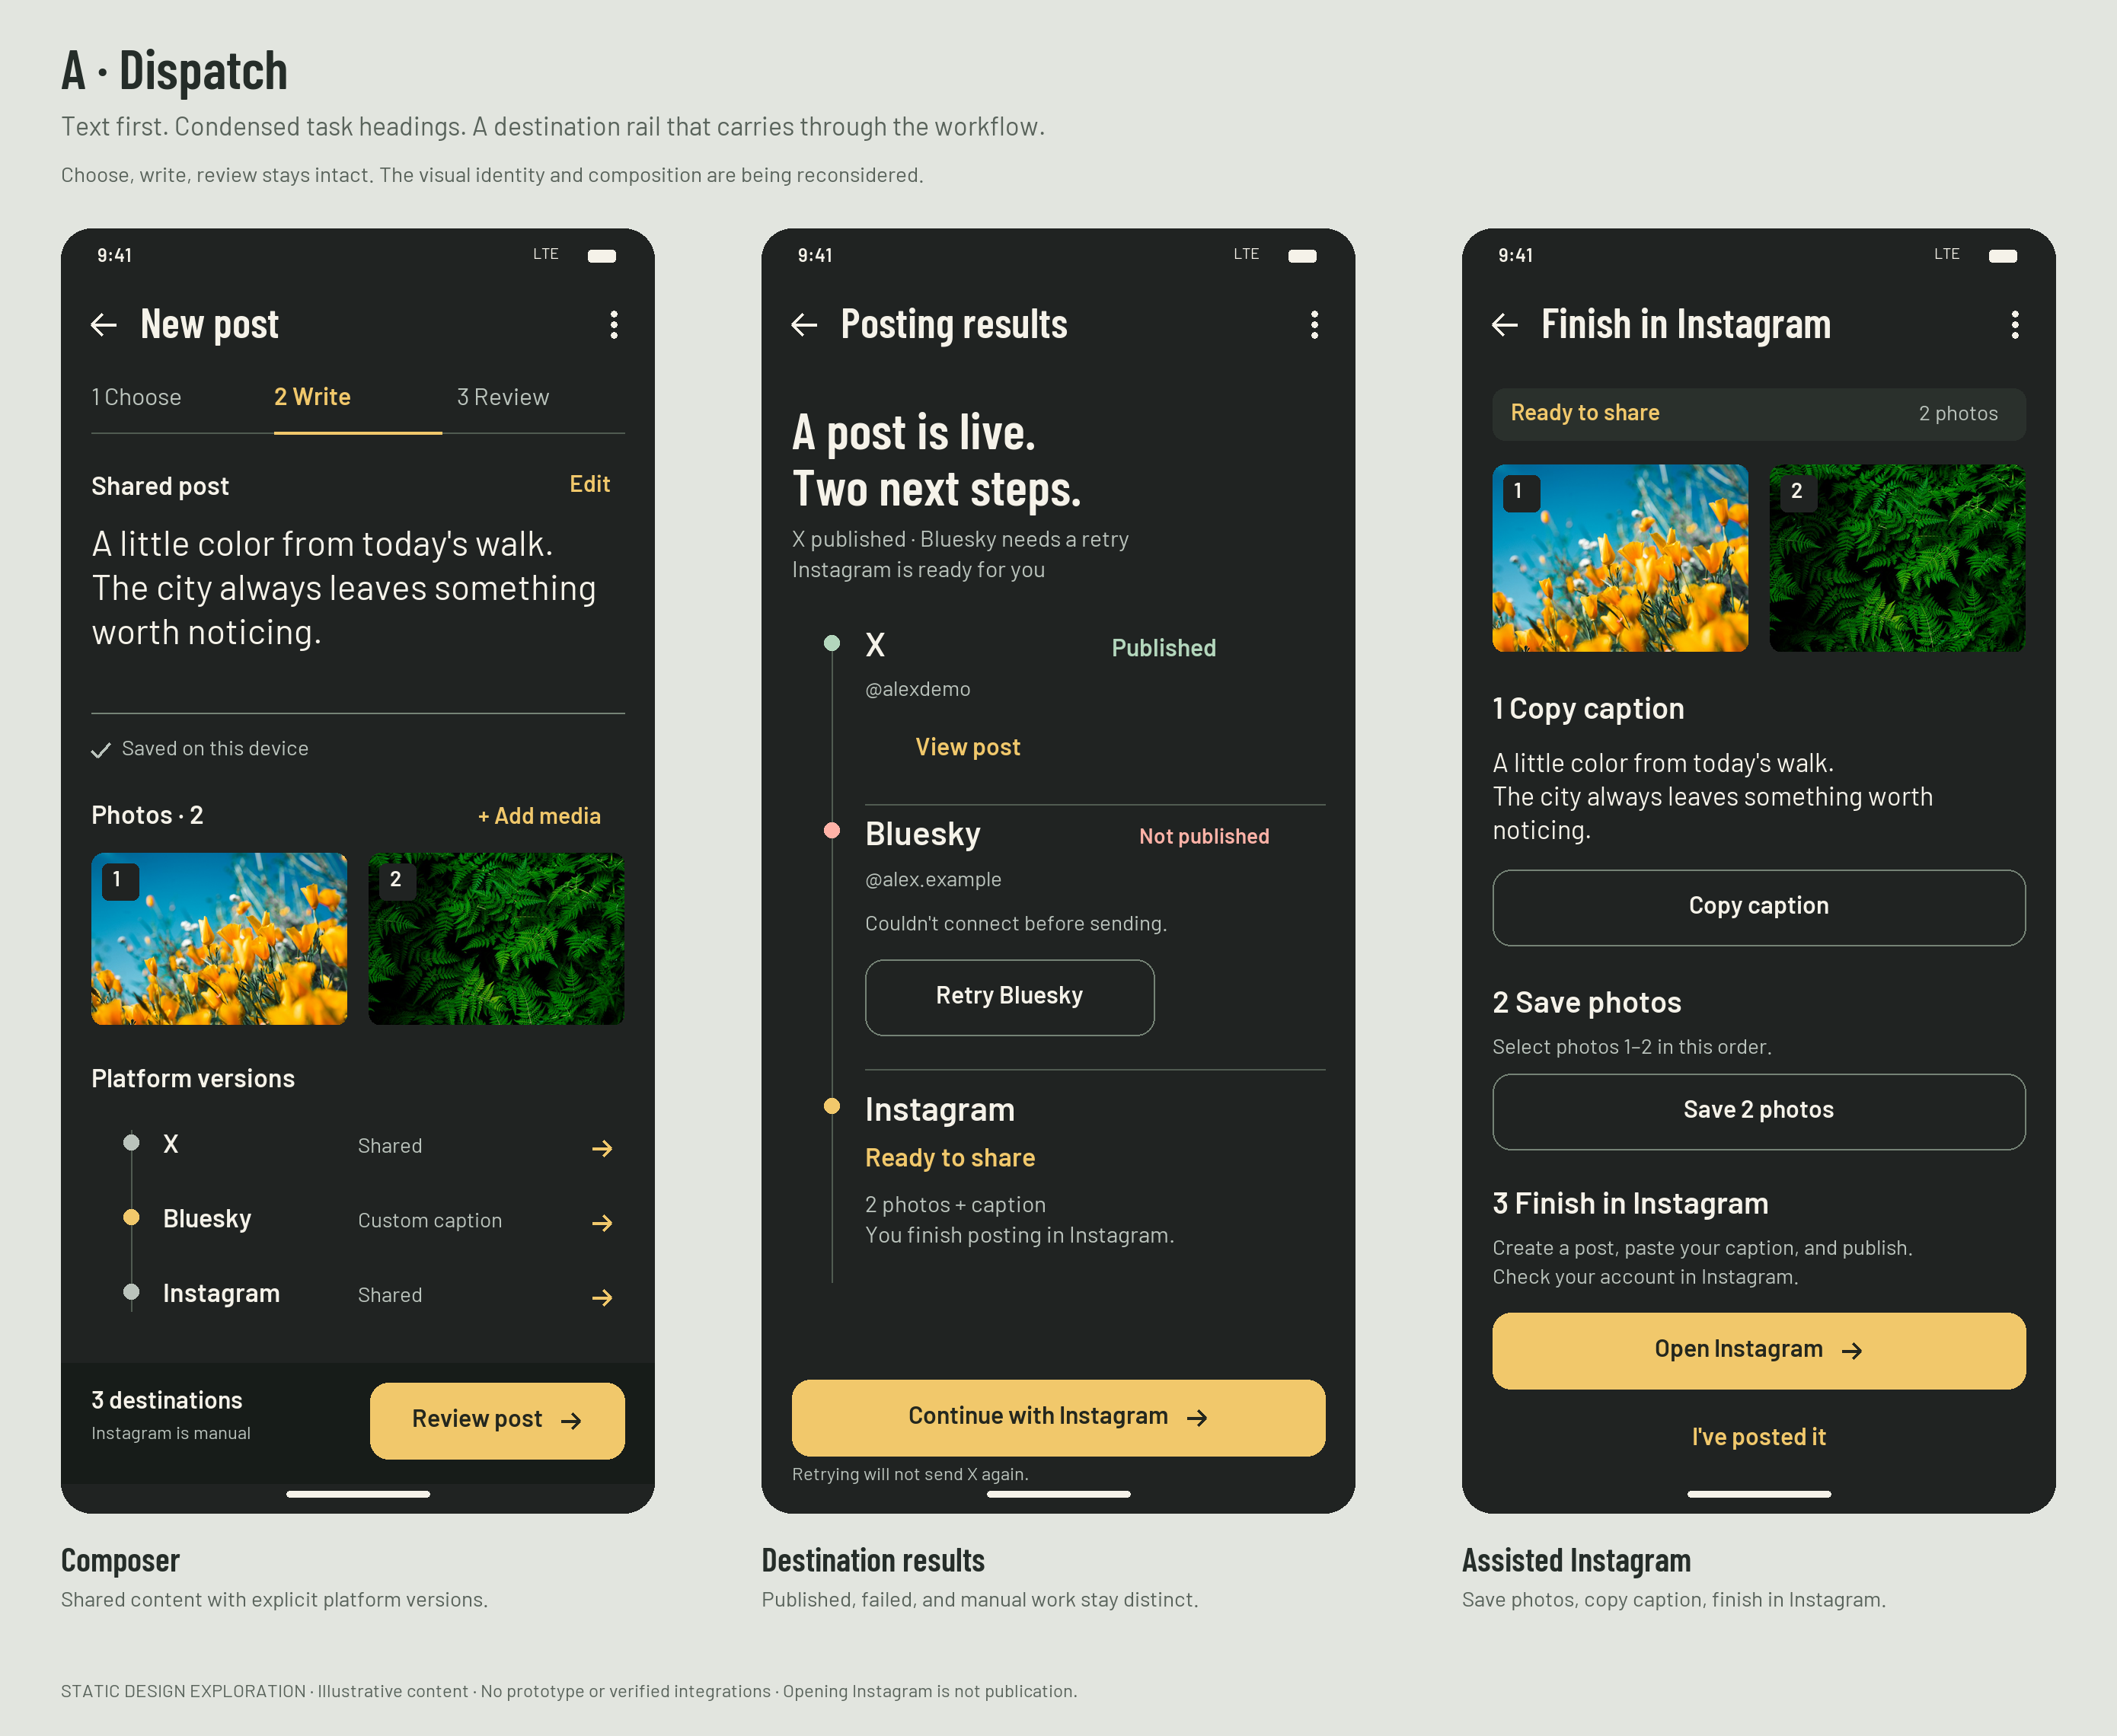 A · Dispatch
Text first. Condensed task headings. A destination rail that carries through the workflow.
Choose, write, review stays intact. The visual identity and composition are being reconsidered.
9:41
LTE
New post
1 Choose
2 Write
3 Review
Shared post
Edit
A little color from today's walk.
The city always leaves something
worth noticing.
Saved on this device
Photos · 2
+ Add media
1
2
Platform versions
X
Shared
Bluesky
Custom caption
Instagram
Shared
3 destinations
Instagram is manual
Review post
Composer
Shared content with explicit platform versions.
9:41
LTE
Posting results
A post is live.
Two next steps.
X published · Bluesky needs a retry
Instagram is ready for you
X
Published
@alexdemo
View post
Bluesky
Not published
@alex.example
Couldn't connect before sending.
Retry Bluesky
Instagram
Ready to share
2 photos + caption
You finish posting in Instagram.
Continue with Instagram
Retrying will not send X again.
Destination results
Published, failed, and manual work stay distinct.
9:41
LTE
Finish in Instagram
Ready to share
2 photos
1
2
1 Copy caption
A little color from today's walk.
The city always leaves something worth
noticing.
Copy caption
2 Save photos
Select photos 1–2 in this order.
Save 2 photos
3 Finish in Instagram
Create a post, paste your caption, and publish.
Check your account in Instagram.
Open Instagram
I've posted it
Assisted Instagram
Save photos, copy caption, finish in Instagram.
STATIC DESIGN EXPLORATION · Illustrative content · No prototype or verified integrations · Opening Instagram is not publication.